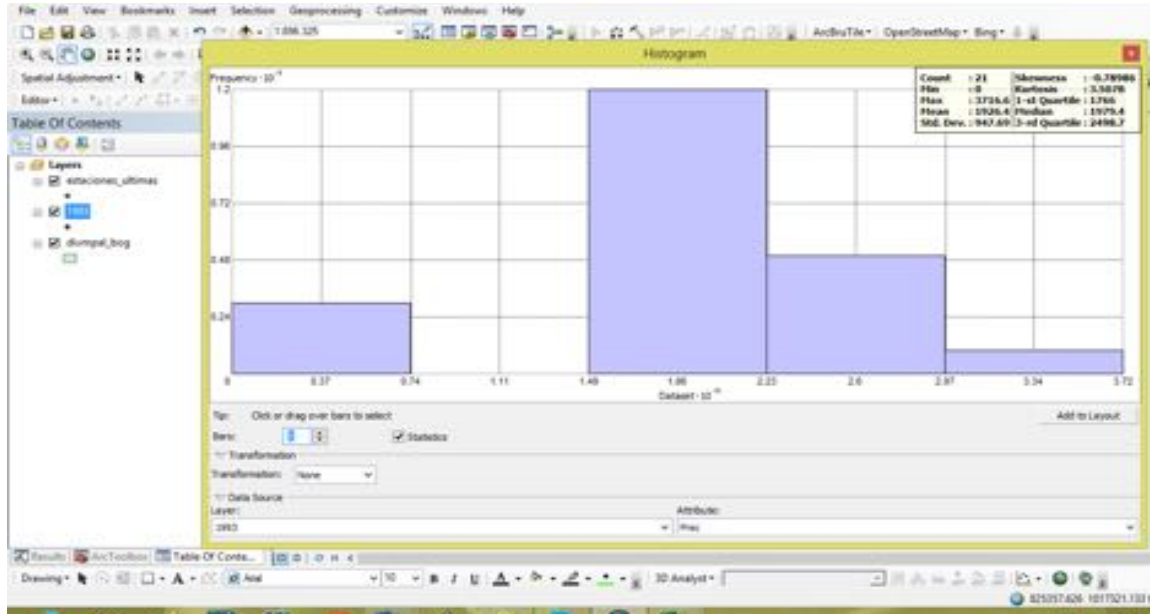 File Edit View Bookmarks Insert Selection Geoprocessing Customize Windows Help
ArcBruTile OpenStreetMap Bing
Histogram
Spatial Adjustment
Editor
Table Of Contents
Layers
estaciones_ultimas
1993
Frequency · 10
Count : 21 Skewness : -0.78986
Min : 0 Kurtosis : 3.5078
Max : 3716.6 1-st Quartile : 1766
Mean : 1926.4 Median : 1979.4
Std. Dev. : 947.69 3-rd Quartile : 2498.7
1.2
0.96
0.72
0.48
0.24
0 0.37 0.74 1.11 1.49 1.86 2.23 2.6 2.97 3.34 3.72
Dataset · 10
Tip: Click or drag over bars to select Add to Layout
Bars: Statistics
Transformation
Transformation: None
Data Source
Layer: Attribute:
1993 Prec
Results ArcToolbox Table Of Conte...
Drawing A Arial 10 B I U A 3D Analyst